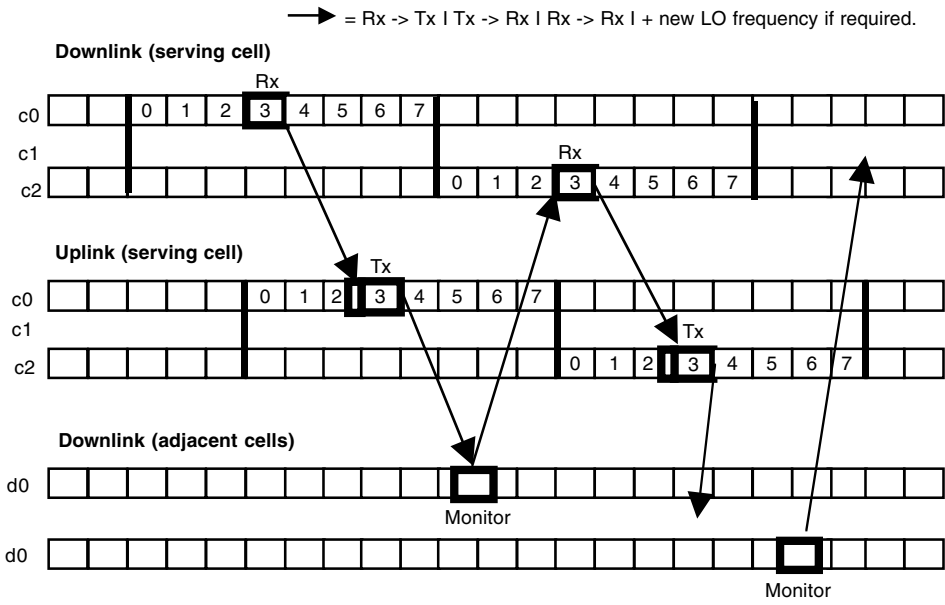 = Rx -> Tx I Tx -> Rx I Rx -> Rx I + new LO frequency if required.
Downlink (serving cell)
Rx
c0 0 1 2 3 4 5 6 7
c1
Rx
c2 0 1 2 3 4 5 6 7
Uplink (serving cell)
Tx
c0 0 1 2 3 4 5 6 7
c1
Tx
c2 0 1 2 3 4 5 6 7
Downlink (adjacent cells)
d0
Monitor
d0
Monitor